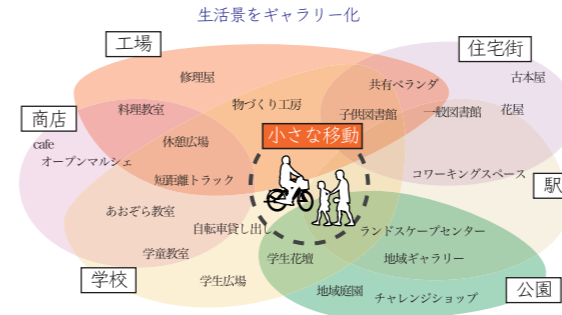 生活景をギャラリー化
工場
住宅街
修理屋
共有ベランダ
古本屋
料理教室
物づくり工房
子供図書館
一般図書館
花屋
商店
cafe
オープンマルシェ
休憩広場
小さな移動
短距離トラック
コワーキングスペース
駅
あおぞら教室
自転車貸し出し
ランドスケープセンター
学童教室
学生花壇
地域ギャラリー
学校
学生広場
地域庭園
チャレンジショップ
公園